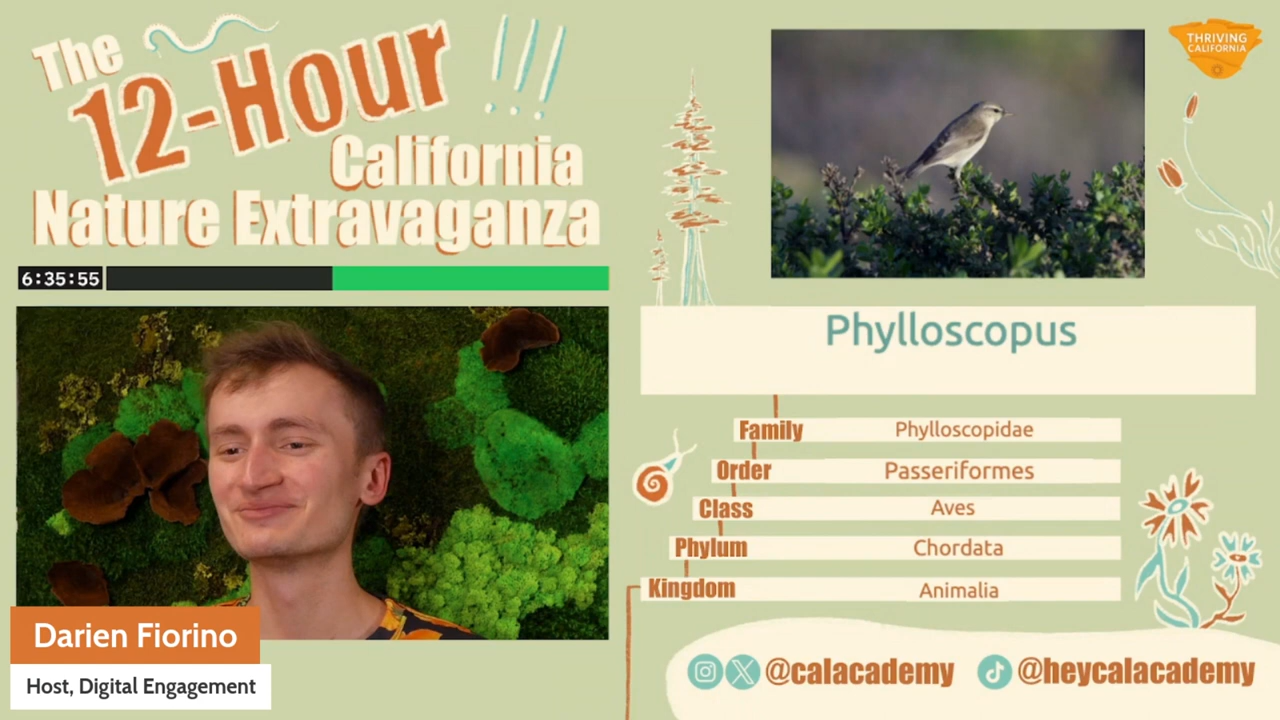 The
12-Hour
!!!
California
Nature Extravaganza
6:35:55
Darien Fiorino
Host, Digital Engagement
THRIVING
CALIFORNIA
Phylloscopus
Family Phylloscopidae
Order Passeriformes
Class Aves
Phylum Chordata
Kingdom Animalia
@calacademy @heycalacademy